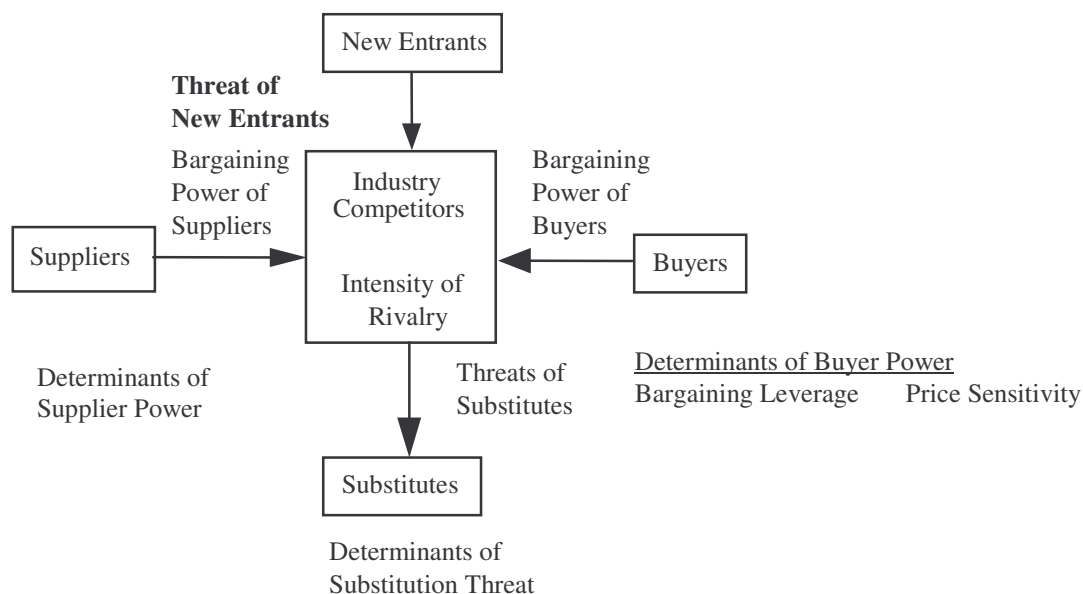 New Entrants
Threat of
New Entrants
Bargaining
Power of
Suppliers
Industry
Competitors
Bargaining
Power of
Buyers
Suppliers
Buyers
Intensity of
Rivalry
Determinants of
Supplier Power
Threats of
Substitutes
Determinants of Buyer Power
Bargaining Leverage Price Sensitivity
Substitutes
Determinants of
Substitution Threat